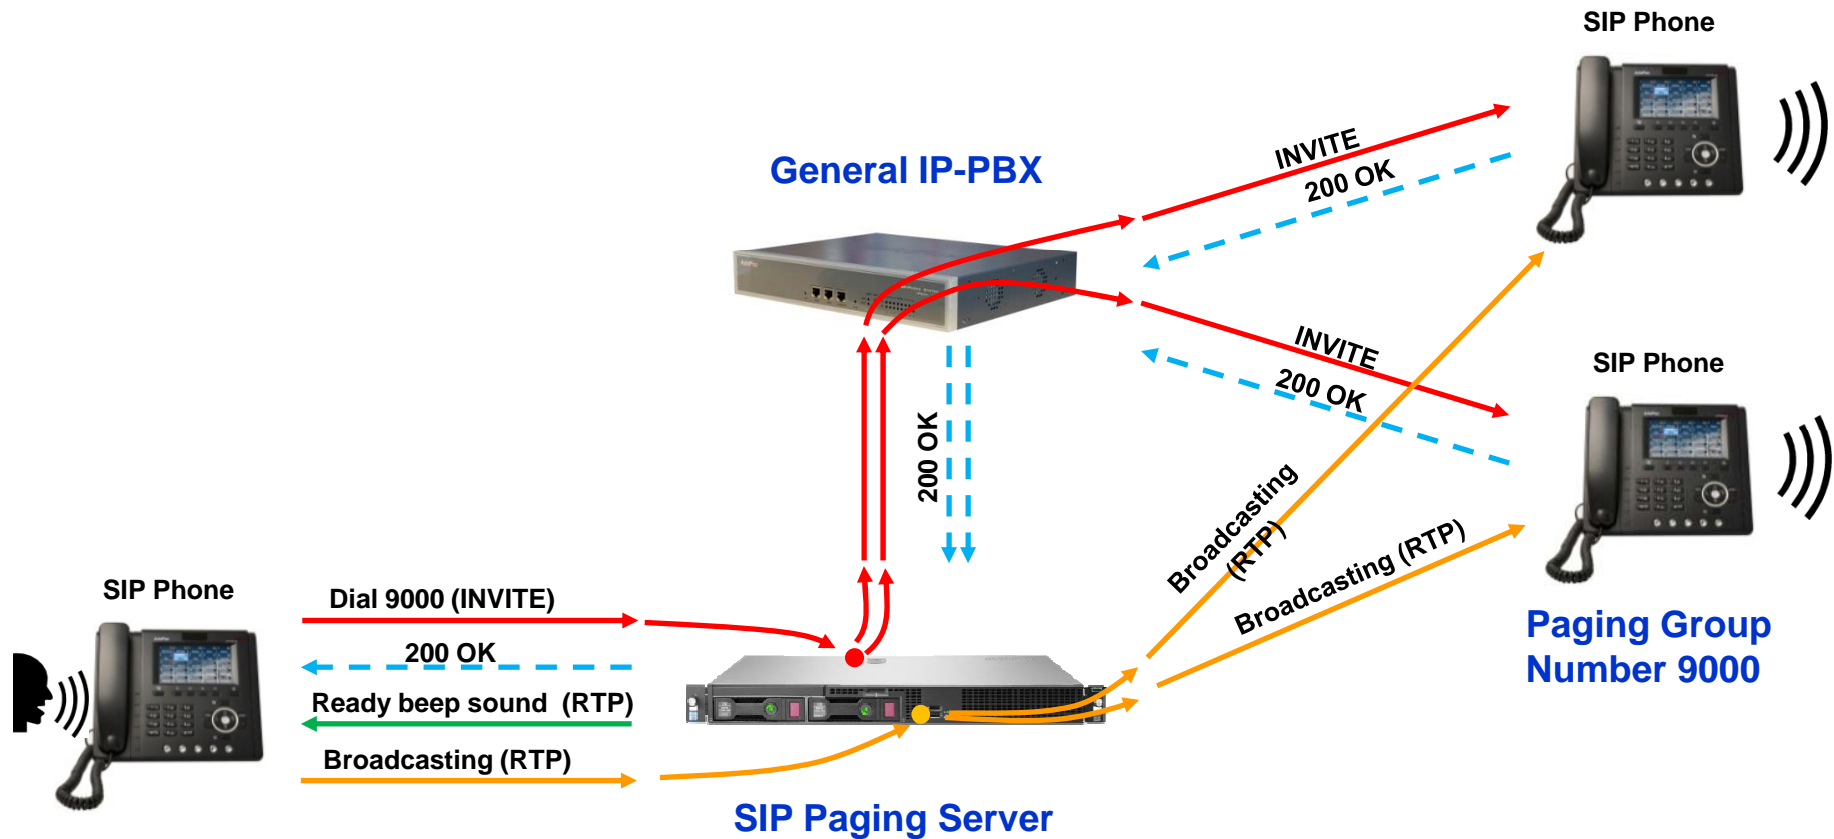 SIP Phone
General IP-PBX
INVITE
200 OK
INVITE
200 OK
SIP Phone
200 OK
Broadcasting
(RTP)
Broadcasting (RTP)
SIP Phone
Dial 9000 (INVITE)
200 OK
Ready beep sound (RTP)
Broadcasting (RTP)
Paging Group
Number 9000
SIP Paging Server